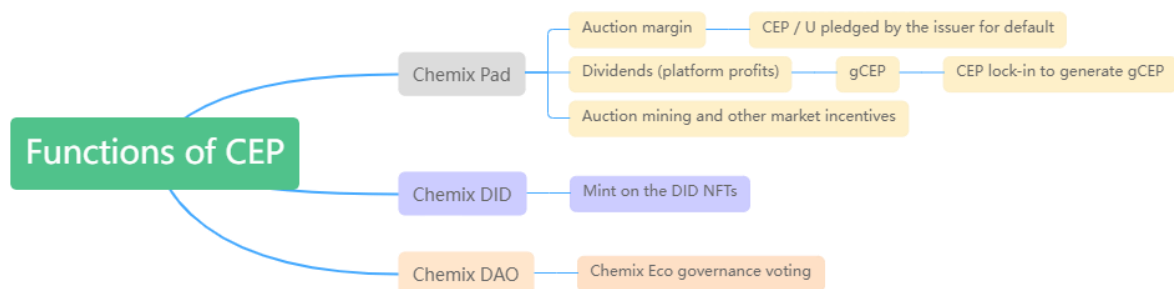 Functions of CEP
Chemix Pad
Auction margin
CEP / U pledged by the issuer for default
Dividends (platform profits)
gCEP
CEP lock-in to generate gCEP
Auction mining and other market incentives
Chemix DID
Mint on the DID NFTs
Chemix DAO
Chemix Eco governance voting